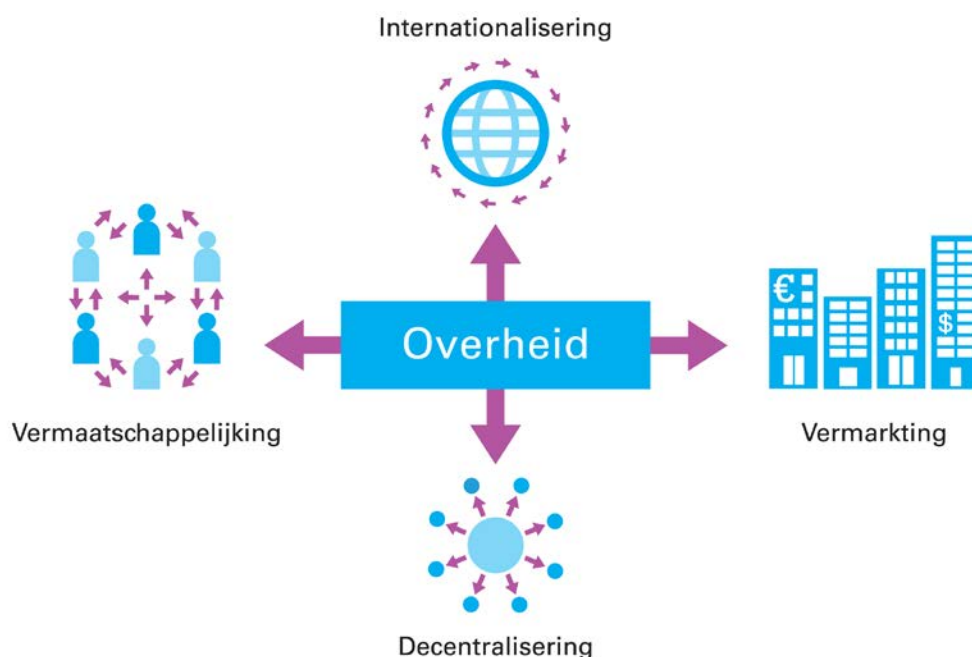 Internationalisering
€
Overheid
$
Vermaatschappelijking
Vermarkting
Decentralisering